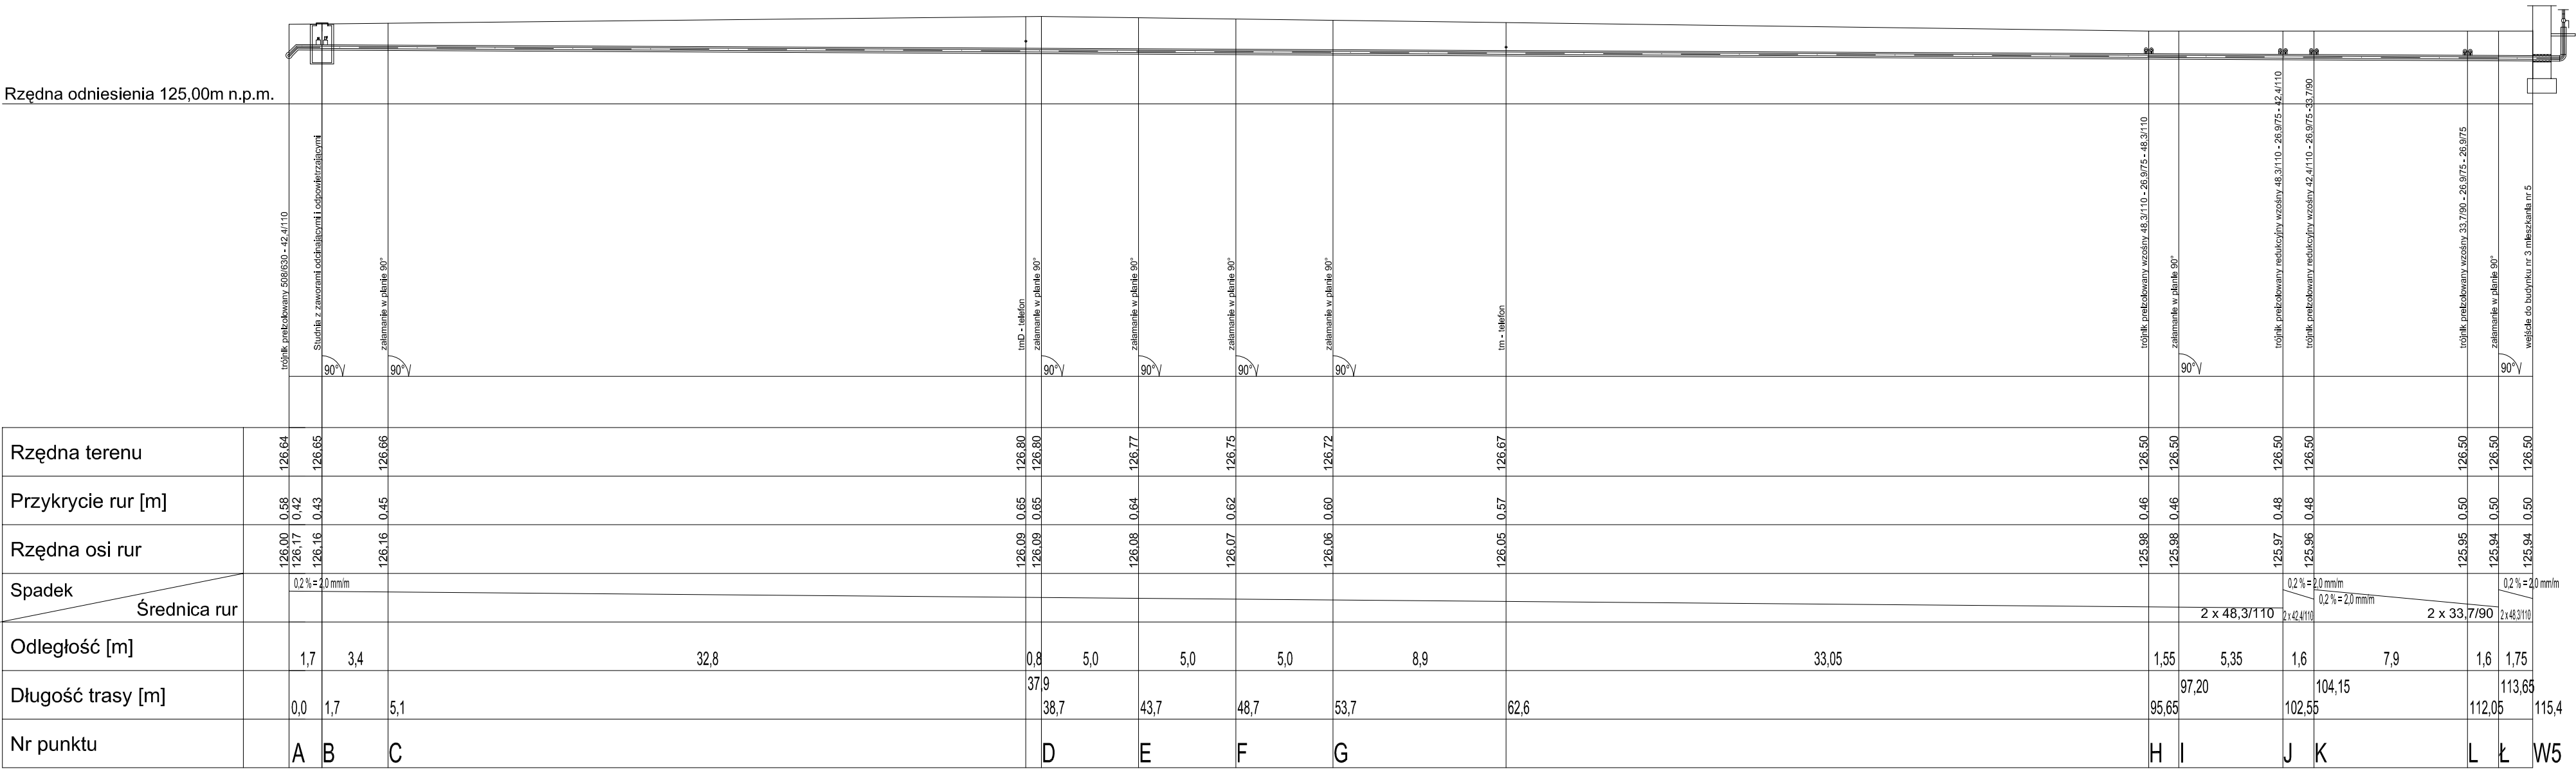 Rzędna odniesienia 125,00m n.p.m.
trójnik preizolowany 508/630 - 42,4/110
Studnia z zaworami odcinającymi i odpowietrzającymi
załamanie w planie 90°
tmD - telefon
załamanie w planie 90°
załamanie w planie 90°
załamanie w planie 90°
załamanie w planie 90°
tm - telefon
trójnik preizolowany wzośny 48,3/110 - 26,9/75 - 48,3/110
załamanie w planie 90°
trójnik preizolowany redukcyjny wzośny 48,3/110 - 26,9/75 - 42,4/110
trójnik preizolowany redukcyjny wzośny 42,4/110 - 26,9/75 -33,7/90
trójnik preizolowany wzośny 33,7/90 - 26,9/75 - 26,9/75
załamanie w planie 90°
wejście do budynku nr 3 mieszkania nr 5
90° 90° 90° 90° 90° 90° 90° 90°
Rzędna terenu 126,64 126,65 126,66 126,80 126,80 126,77 126,75 126,72 126,67 126,50 126,50 126,50 126,50 126,50 126,50 126,50
Przykrycie rur [m] 0,58 0,42 0,43 0,45 0,65 0,65 0,64 0,62 0,60 0,57 0,46 0,46 0,48 0,48 0,50 0,50 0,50
Rzędna osi rur 126,00 126,17 126,16 126,16 126,09 126,09 126,08 126,07 126,06 126,05 125,98 125,98 125,97 125,96 125,95 125,94 125,94
Spadek 0,2 % = 2,0 mm/m 0,2 % = 2,0 mm/m 0,2 % = 2,0 mm/m 0,2 % = 2,0 mm/m
Średnica rur 2 x 48,3/110 2 x 42,4/110 2 x 33,7/90 2 x 48,3/110
Odległość [m] 1,7 3,4 32,8 0,8 5,0 5,0 5,0 8,9 33,05 1,55 5,35 1,6 7,9 1,6 1,75
Długość trasy [m] 0,0 1,7 5,1 37,9 38,7 43,7 48,7 53,7 62,6 95,65 97,20 102,55 104,15 112,05 113,65 115,4
Nr punktu A B C D E F G H I J K L Ł W5